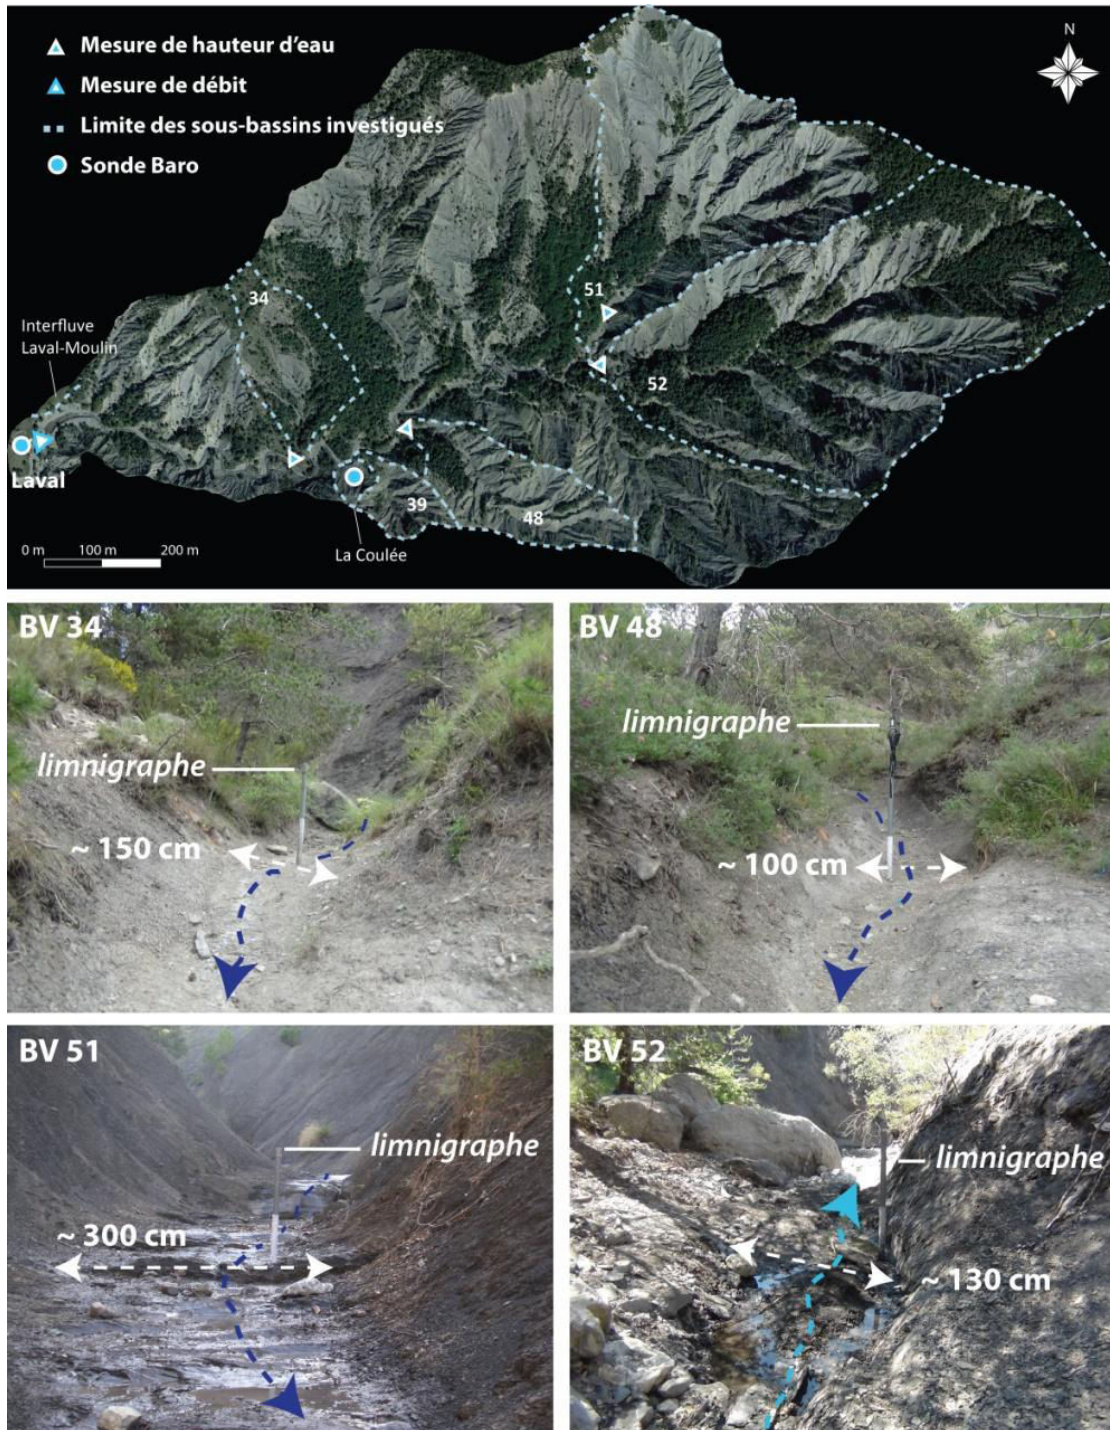 Mesure de hauteur d'eau
Mesure de débit
Limite des sous-bassins investigués
Sonde Baro
N
34
51
52
Interfluve
Laval-Moulin
Laval
39
48
La Coulée
0 m 100 m 200 m
BV 34
limnigraphe
~ 150 cm
BV 48
limnigraphe
~ 100 cm
BV 51
limnigraphe
~ 300 cm
BV 52
limnigraphe
~ 130 cm